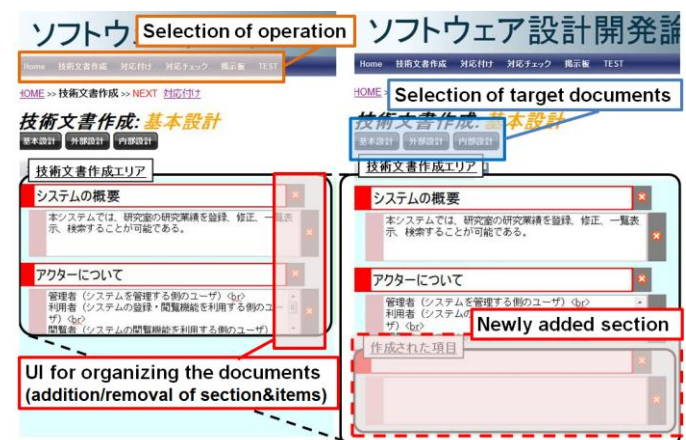 ソフトウ
Selection of operation
Home 技術文書作成 対応付け 対応チェック 掲示板 TEST
HOME >> 技術文書作成 >> NEXT 対応付け
技術文書作成: 基本設計
基本設計 外部設計 内部設計
技術文書作成エリア
システムの概要
本システムでは、研究室の研究業績を登録、修正、一覧表
示、検索することが可能である。
アクターについて
管理者（システムを管理する側のユーザ）<br>
利用者（システムの登録・閲覧機能を利用する側のユー
ザ）<br>
閲覧者（システムの閲覧機能を利用する側のユーザ）
UI for organizing the documents
(addition/removal of section&items)
ソフトウェア設計開発論
Home 技術文書作成 対応付け 対応チェック 掲示板 TEST
HOME >
Selection of target documents
技術文書作成: 基本設計
基本設計 外部設計 内部設計
技術文書作成エリア
システムの概要
本システムでは、研究室の研究業績を登録、修正、一覧表
示、検索することが可能である。
アクターについて
管理者（システムを管理する側のユーザ）<br>
利用者（システムの
ザ）<br>
Newly added section
作成された項目